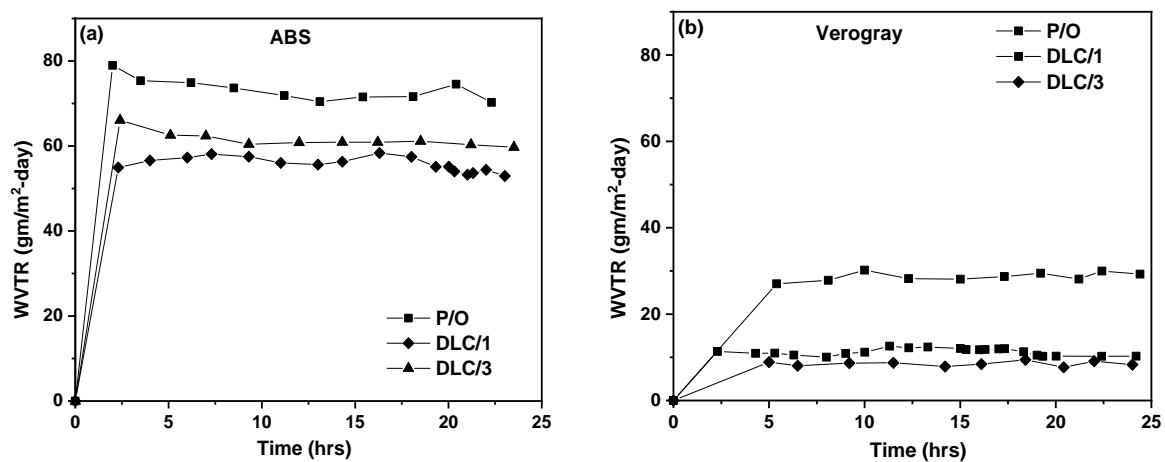 (a)
ABS
WVTR (gm/m²-day)
80
60
40
20
0
P/O
DLC/1
DLC/3
0 5 10 15 20 25
Time (hrs)
(b)
Verogray
P/O
DLC/1
DLC/3
WVTR (gm/m²-day)
80
60
40
20
0
0 5 10 15 20 25
Time (hrs)